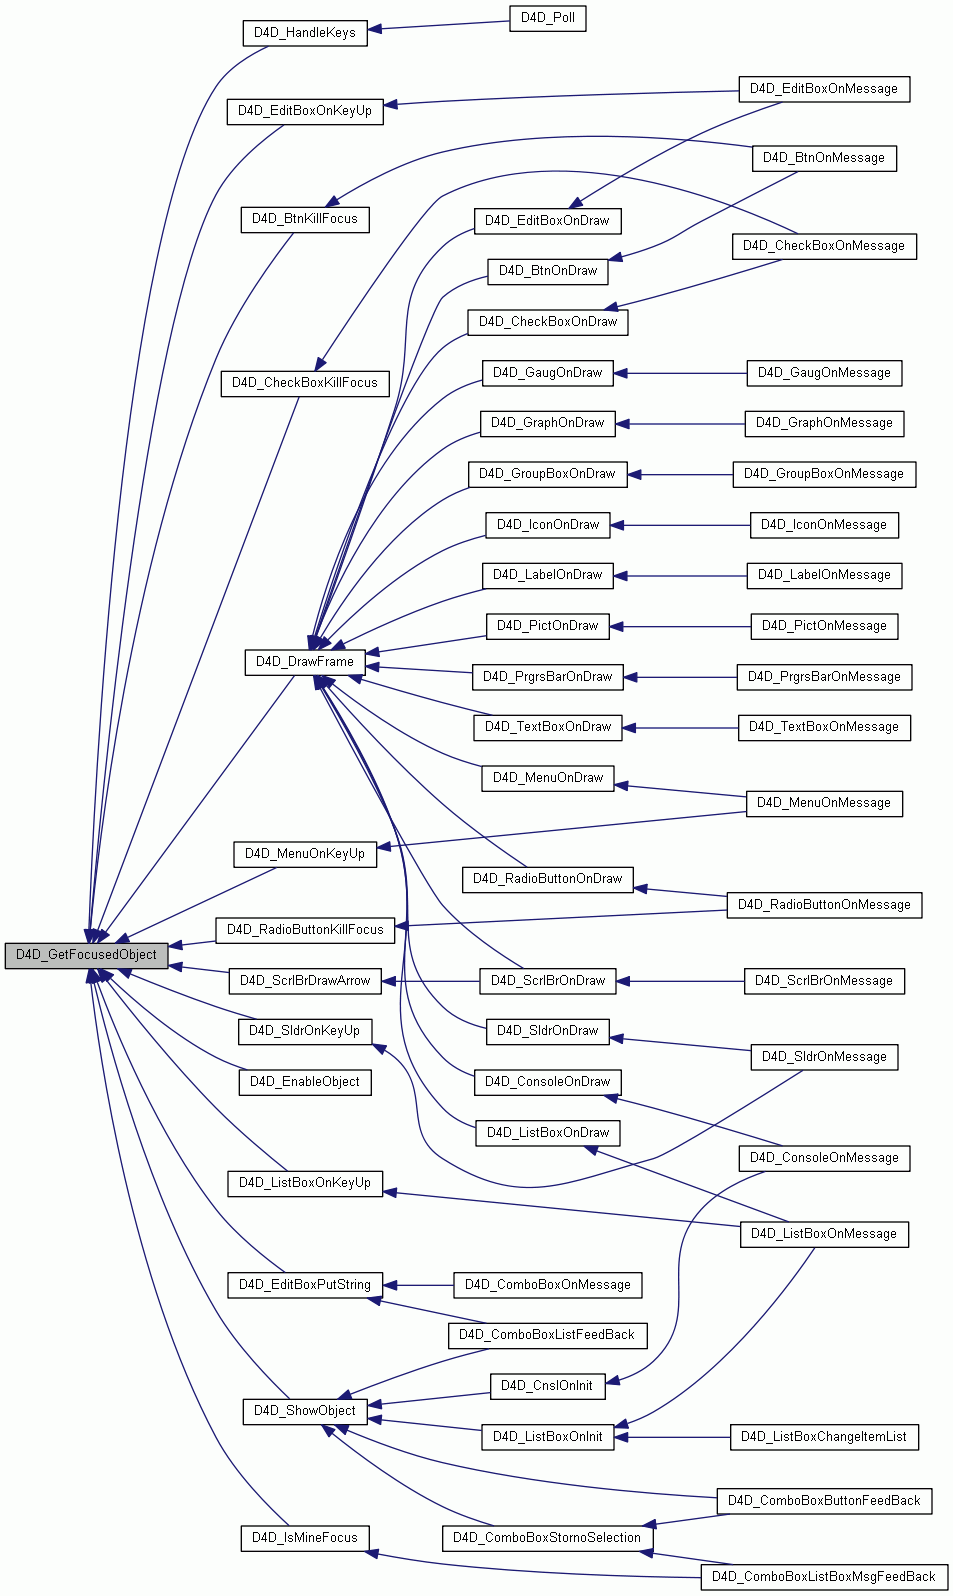 D4D_Poll
D4D_HandleKeys
D4D_EditBoxOnMessage
D4D_EditBoxOnKeyUp
D4D_BtnOnMessage
D4D_BtnKillFocus
D4D_EditBoxOnDraw
D4D_CheckBoxOnMessage
D4D_BtnOnDraw
D4D_CheckBoxOnDraw
D4D_GaugOnDraw
D4D_GaugOnMessage
D4D_CheckBoxKillFocus
D4D_GraphOnDraw
D4D_GraphOnMessage
D4D_GroupBoxOnDraw
D4D_GroupBoxOnMessage
D4D_IconOnDraw
D4D_IconOnMessage
D4D_LabelOnDraw
D4D_LabelOnMessage
D4D_PictOnDraw
D4D_PictOnMessage
D4D_DrawFrame
D4D_PrgrsBarOnDraw
D4D_PrgrsBarOnMessage
D4D_TextBoxOnDraw
D4D_TextBoxOnMessage
D4D_MenuOnDraw
D4D_MenuOnMessage
D4D_MenuOnKeyUp
D4D_RadioButtonOnDraw
D4D_RadioButtonOnMessage
D4D_RadioButtonKillFocus
D4D_GetFocusedObject
D4D_ScrlBrDrawArrow
D4D_ScrlBrOnDraw
D4D_ScrlBrOnMessage
D4D_SldrOnKeyUp
D4D_SldrOnDraw
D4D_SldrOnMessage
D4D_EnableObject
D4D_ConsoleOnDraw
D4D_ListBoxOnDraw
D4D_ConsoleOnMessage
D4D_ListBoxOnKeyUp
D4D_ListBoxOnMessage
D4D_EditBoxPutString
D4D_ComboBoxOnMessage
D4D_ComboBoxListFeedBack
D4D_CnslOnInit
D4D_ShowObject
D4D_ListBoxOnInit
D4D_ListBoxChangeItemList
D4D_ComboBoxButtonFeedBack
D4D_IsMineFocus
D4D_ComboBoxStornoSelection
D4D_ComboBoxListBoxMsgFeedBack